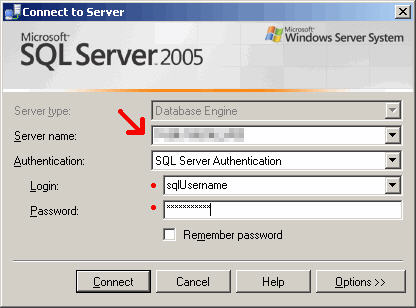 Connect to Server
Microsoft
SQL Server 2005
Microsoft
Windows Server System
Server type:
Database Engine
Server name:
Authentication:
SQL Server Authentication
Login:
sqlUsername
Password:
***********
Remember password
Connect
Cancel
Help
Options >>